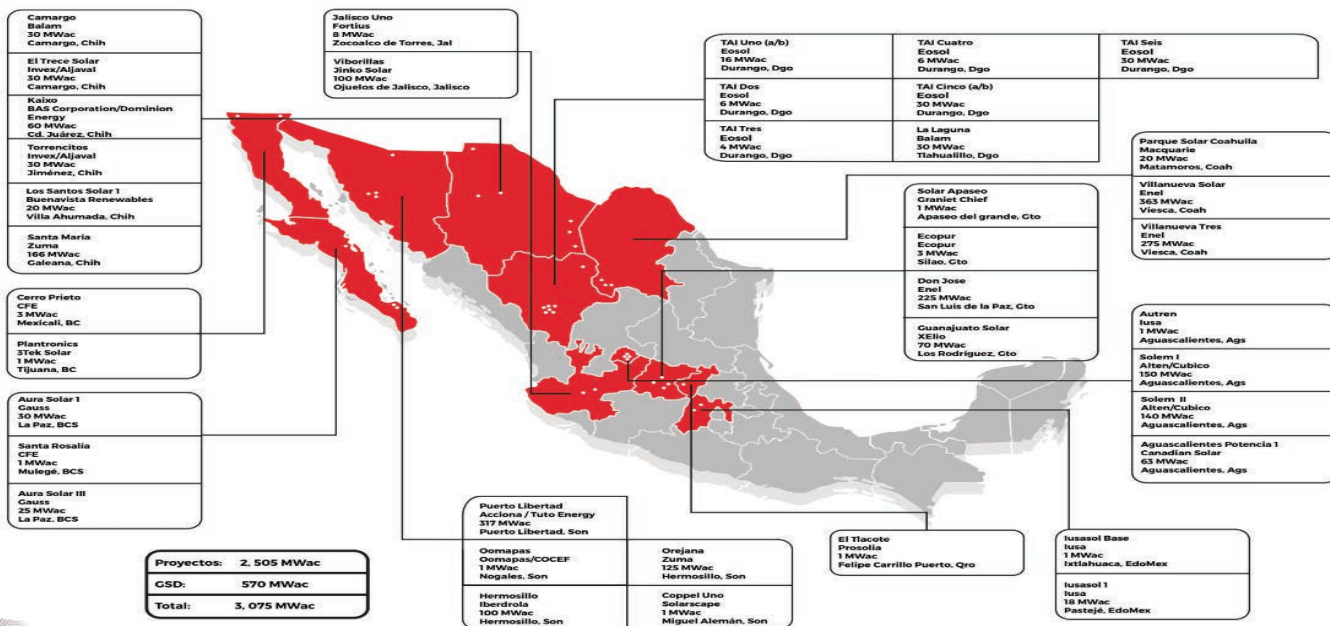 Camargo
Balam
30 MWac
Camargo, Chih
El Trece Solar
Invex/Aljaval
30 MWac
Camargo, Chih
Kaixo
BAS Corporation/Dominion
Energy
60 MWac
Cd. Juárez, Chih
Torrencitos
Invex/Aljaval
30 MWac
Jiménez, Chih
Los Santos Solar 1
Buenavista Renewables
20 MWac
Villa Ahumada, Chih
Santa María
Zuma
166 MWac
Galeana, Chih
Cerro Prieto
CFE
3 MWac
Mexicali, BC
Plantronics
3Tek Solar
1 MWac
Tijuana, BC
Aura Solar 1
Gauss
30 MWac
La Paz, BCS
Santa Rosalía
CFE
1 MWac
Mulegé, BCS
Aura Solar III
Gauss
25 MWac
La Paz, BCS
Jalisco Uno
Fortius
8 MWac
Zocoalco de Torres, Jal
Viborillas
Jinko Solar
100 MWac
Ojuelos de Jalisco, Jalisco
TAI Uno (a/b)
Eosol
16 MWac
Durango, Dgo
TAI Dos
Eosol
6 MWac
Durango, Dgo
TAI Tres
Eosol
4 MWac
Durango, Dgo
TAI Cuatro
Eosol
6 MWac
Durango, Dgo
TAI Cinco (a/b)
Eosol
30 MWac
Durango, Dgo
La Laguna
Balam
30 MWac
Tlahualillo, Dgo
TAI Seis
Eosol
30 MWac
Durango, Dgo
Parque Solar Coahuila
Macquarie
20 MWac
Matamoros, Coah
Villanueva Solar
Enel
363 MWac
Viesca, Coah
Villanueva Tres
Enel
275 MWac
Viesca, Coah
Solar Apaseo
Graniet Chief
1 MWac
Apaseo del grande, Gto
Ecopur
Ecopur
3 MWac
Silao, Gto
Don Jose
Enel
225 MWac
San Luis de la Paz, Gto
Guanajuato Solar
XElio
70 MWac
Los Rodríguez, Gto
Autren
Iusa
1 MWac
Aguascalientes, Ags
Solem I
Alten/Cubico
150 MWac
Aguascalientes, Ags
Solem II
Alten/Cubico
140 MWac
Aguascalientes, Ags
Aguascalientes Potencia 1
Canadian Solar
63 MWac
Aguascalientes, Ags
Puerto Libertad
Acciona / Tuto Energy
317 MWac
Puerto Libertad, Son
Oomapas
Oomapas/COCEF
1 MWac
Nogales, Son
Hermosillo
Iberdrola
100 MWac
Hermosillo, Son
Orejana
Zuma
125 MWac
Hermosillo, Son
Coppel Uno
Solarscape
1 MWac
Miguel Alemán, Son
El Tlacote
Prosolia
1 MWac
Felipe Carrillo Puerto, Qro
Iusasol Base
Iusa
1 MWac
Ixtlahuaca, EdoMex
Iusasol 1
Iusa
18 MWac
Pastejé, EdoMex
Proyectos: 2, 505 MWac
GSD: 570 MWac
Total: 3, 075 MWac